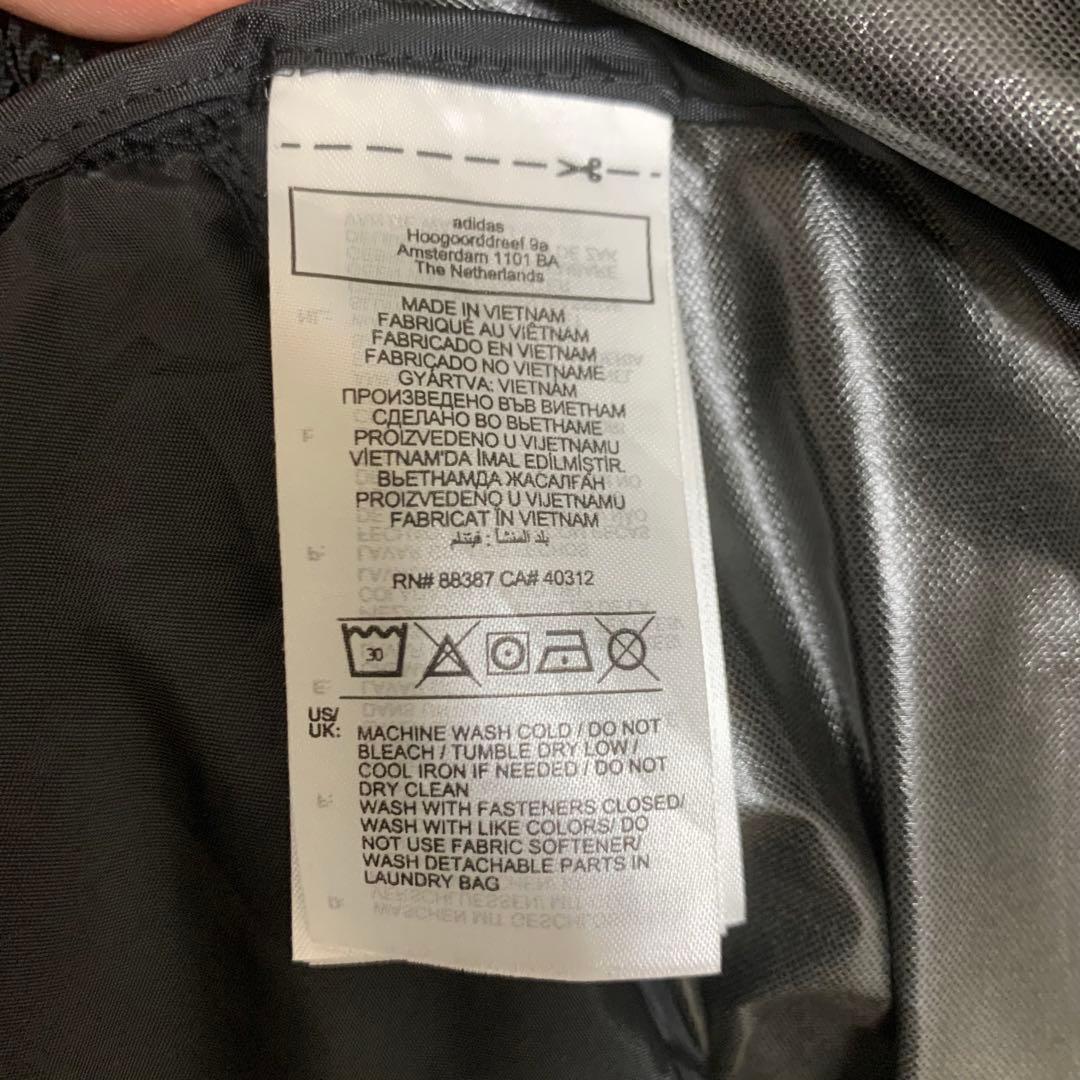 adidas
Hoogoorddreef 9a
Amsterdam 1101 BA
The Netherlands
MADE IN VIETNAM
FABRIQUÉ AU VIÊTNAM
FABRICADO EN VIETNAM
FABRICADO NO VIETNAME
GYÁRTVA: VIETNÁM
ПРОИЗВЕДЕНО ВЪВ ВИЕТНАМ
СДЕЛАНО ВО ВЬЕТНАМЕ
PROIZVEDENO U VIJETNAMU
VİETNAM'DA İMAL EDİLMİŞTİR.
ВЬЕТНАМДА ЖАСАЛҒАН
PROIZVEDENO U VIJETNAMU
FABRICAT ÎN VIETNAM
بلد المنشأ : فيتنام
RN# 88387 CA# 40312
30
US/
UK: MACHINE WASH COLD / DO NOT
BLEACH / TUMBLE DRY LOW /
COOL IRON IF NEEDED / DO NOT
DRY CLEAN
WASH WITH FASTENERS CLOSED/
WASH WITH LIKE COLORS/ DO
NOT USE FABRIC SOFTENER/
WASH DETACHABLE PARTS IN
LAUNDRY BAG